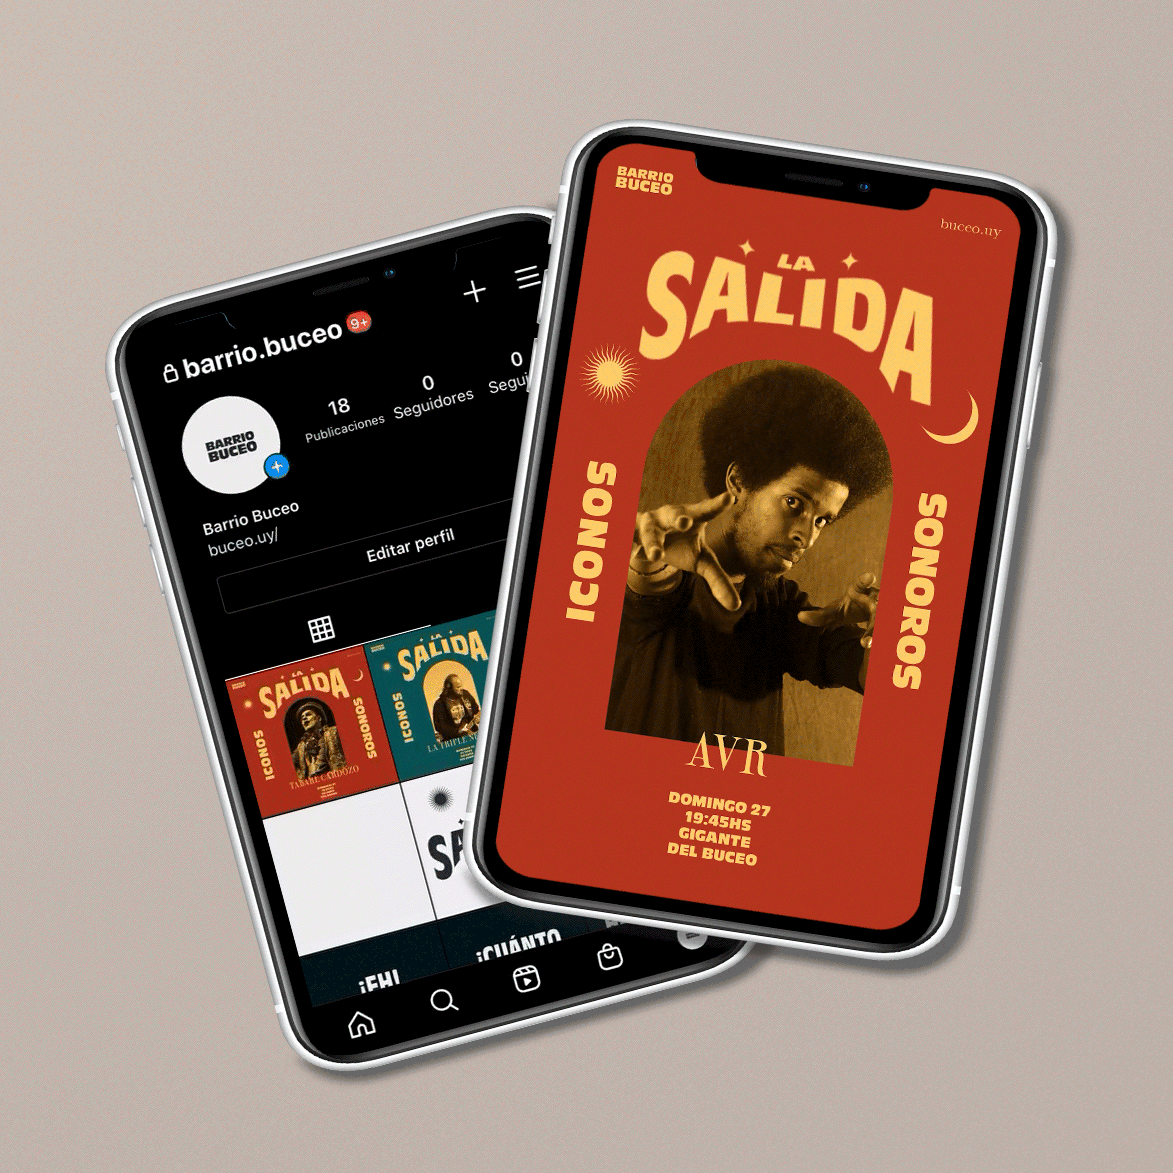 barrio.buceo 9+
18
Publicaciones
0
Seguidores
0
Segui
BARRIO
BUCEO
Barrio Buceo
buceo.uy/
Editar perfil
LA
SALIDA
ICONOS
SONOROS
TABARÉ CARDOZO
LA
SALIDA
ICONOS
LA TRIPLE
¡EH!
¡CUÁNTO
BARRIO
BUCEO
buceo.uy
LA
SALIDA
ICONOS
SONOROS
AVR
DOMINGO 27
19:45HS
GIGANTE
DEL BUCEO